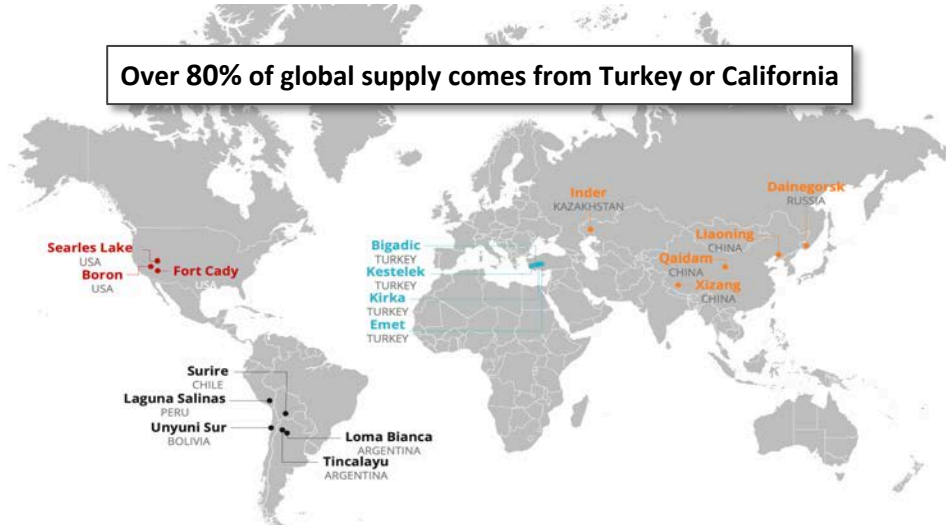 Over 80% of global supply comes from Turkey or California
Searles Lake
USA
Boron
USA
Fort Cady
USA
Surire
CHILE
Laguna Salinas
PERU
Unyuni Sur
BOLIVIA
Loma Bianca
ARGENTINA
Tincalayu
ARGENTINA
Bigadic
TURKEY
Kestelek
TURKEY
Kirka
TURKEY
Emet
TURKEY
Inder
KAZAKHSTAN
Dainegorsk
RUSSIA
Liaoning
CHINA
Qaidam
CHINA
Xizang
CHINA